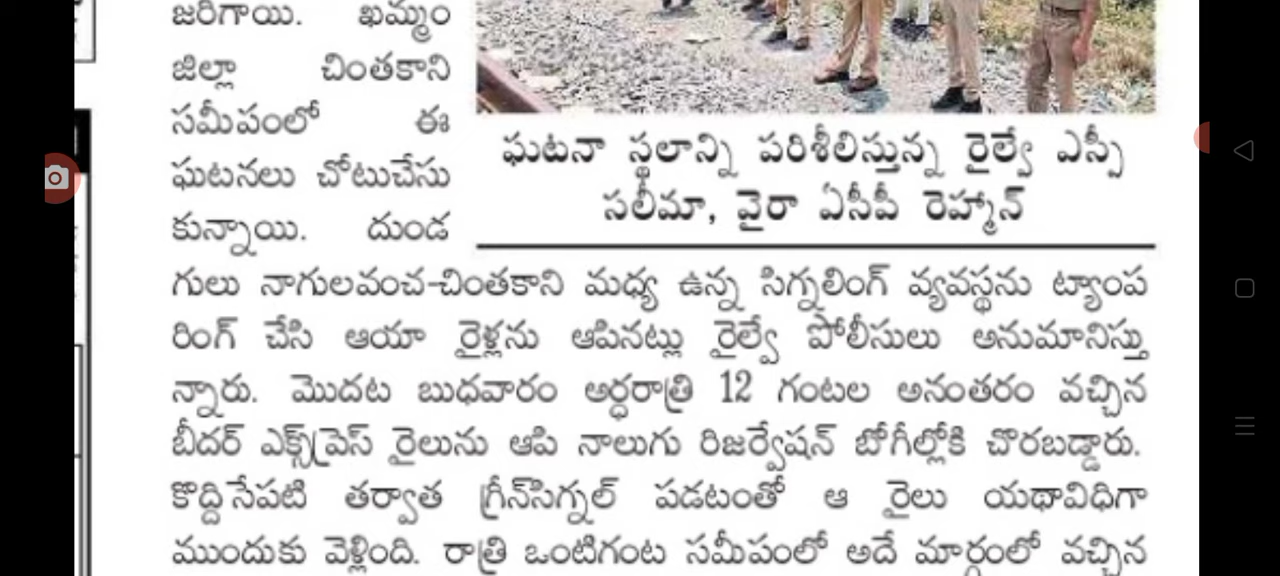 జరిగాయి. ఖమ్మం
జిల్లా చింతకాని
సమీపంలో ఈ
ఘటనలు చోటుచేసు
కున్నాయి. దుండ
ఘటనా స్థలాన్ని పరిశీలిస్తున్న రైల్వే ఎస్పీ
సలీమా, వైరా ఏసీపీ రెహ్మాన్
గులు నాగులవంచ-చింతకాని మధ్య ఉన్న సిగ్నలింగ్ వ్యవస్థను ట్యాంప
రింగ్ చేసి ఆయా రైళ్లను ఆపినట్లు రైల్వే పోలీసులు అనుమానిస్తు
న్నారు. మొదట బుధవారం అర్ధరాత్రి 12 గంటల అనంతరం వచ్చిన
బీదర్ ఎక్స్‌ప్రెస్ రైలును ఆపి నాలుగు రిజర్వేషన్ బోగీల్లోకి చొరబడ్డారు.
కొద్దిసేపటి తర్వాత గ్రీన్‌సిగ్నల్ పడటంతో ఆ రైలు యథావిధిగా
ముందుకు వెళ్లింది. రాత్రి ఒంటిగంట సమీపంలో అదే మార్గంలో వచ్చిన